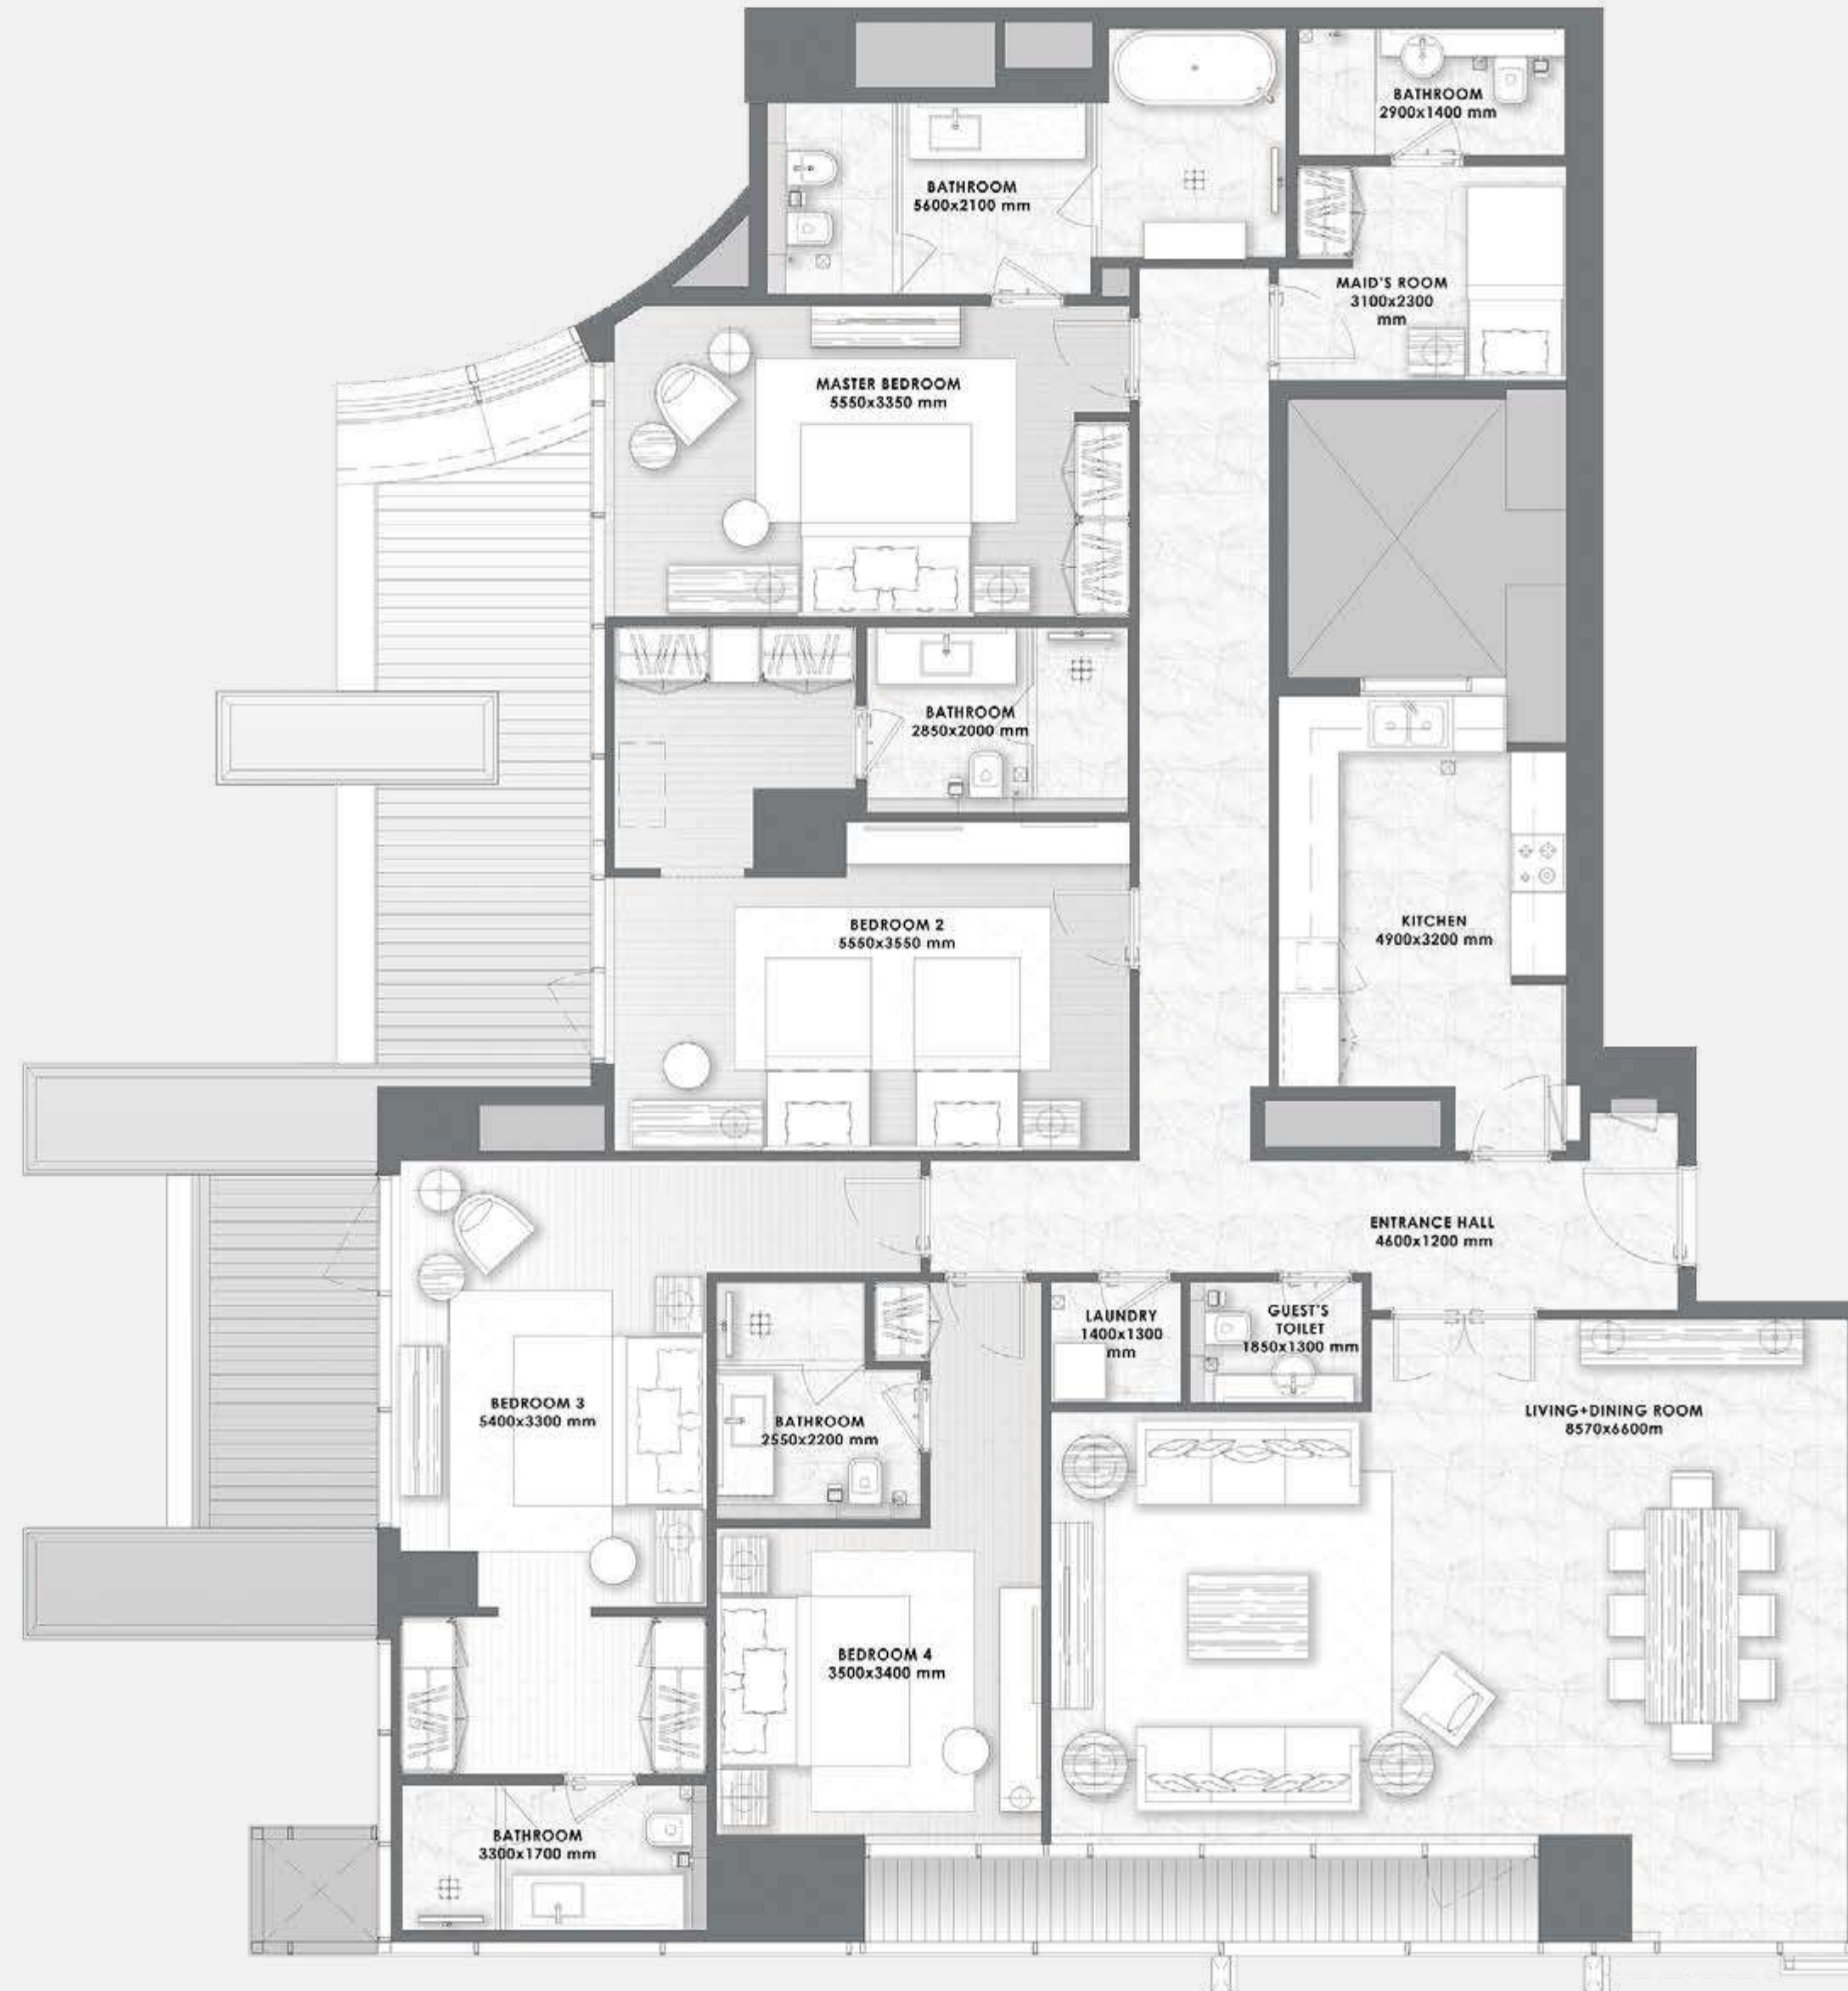 BATHROOM
2900x1400 mm
BATHROOM
5600x2100 mm
MAID'S ROOM
3100x2300
mm
MASTER BEDROOM
5550x3350 mm
BATHROOM
2850x2000 mm
BEDROOM 2
5550x3550 mm
KITCHEN
4900x3200 mm
ENTRANCE HALL
4600x1200 mm
LAUNDRY
1400x1300
mm
GUEST'S
TOILET
1850x1300 mm
BEDROOM 3
5400x3300 mm
BATHROOM
2550x2200 mm
LIVING+DINING ROOM
8570x6600m
BEDROOM 4
3500x3400 mm
BATHROOM
3300x1700 mm